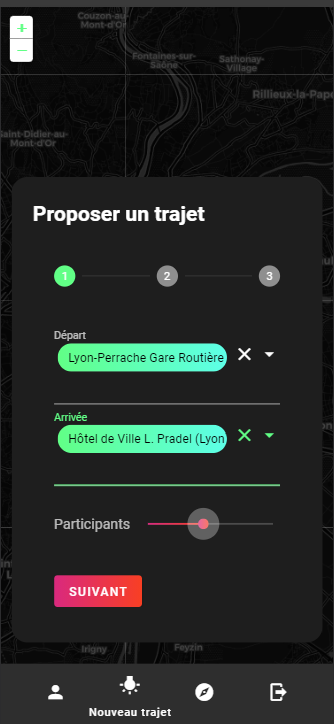 +
−
Couzon-au-
Mont-d'Or
Fontaines-sur-
Saône
Sathonay-
Village
Rillieux-la-Pape
Saint-Didier-au-
Mont-d'Or
Proposer un trajet
1 2 3
Départ
Lyon-Perrache Gare Routière
Arrivée
Hôtel de Ville L. Pradel (Lyon
Participants
SUIVANT
Irigny
Feyzin
Nouveau trajet